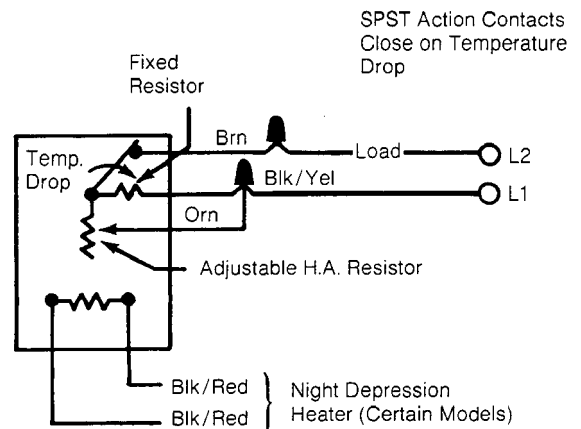 SPST Action Contacts
Close on Temperature
Drop
Fixed
Resistor
Brn
Load
L2
Temp.
Drop
Blk/Yel
L1
Orn
Adjustable H.A. Resistor
Blk/Red
Night Depression
Blk/Red
Heater (Certain Models)